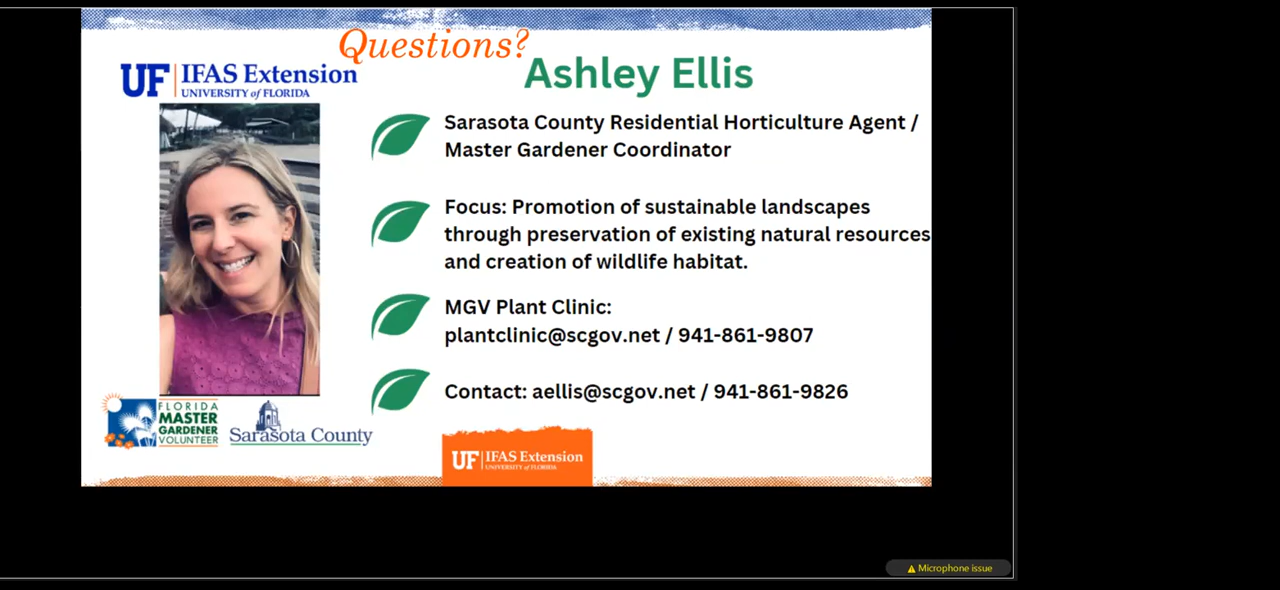 Questions?
Ashley Ellis
UF IFAS Extension
UNIVERSITY of FLORIDA
Sarasota County Residential Horticulture Agent /
Master Gardener Coordinator
Focus: Promotion of sustainable landscapes
through preservation of existing natural resources
and creation of wildlife habitat.
MGV Plant Clinic:
plantclinic@scgov.net / 941-861-9807
Contact: aellis@scgov.net / 941-861-9826
FLORIDA
MASTER
GARDENER
VOLUNTEER
Sarasota County
UF IFAS Extension
UNIVERSITY of FLORIDA
Microphone issue